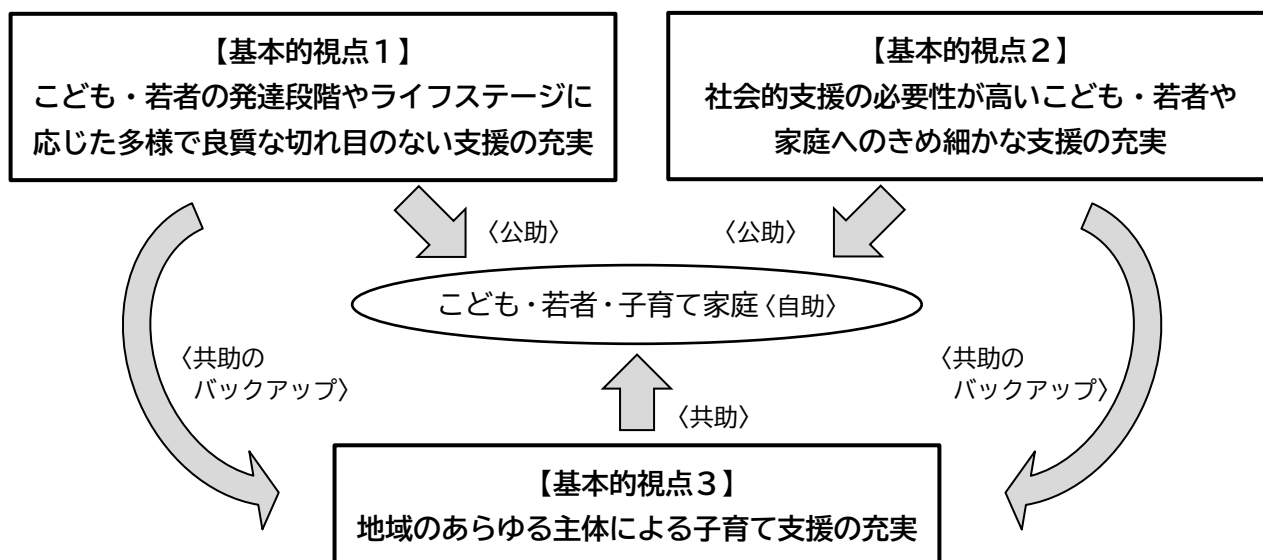 【基本的視点1】
こども・若者の発達段階やライフステージに
応じた多様で良質な切れ目のない支援の充実
【基本的視点2】
社会的支援の必要性が高いこども・若者や
家庭へのきめ細かな支援の充実
〈公助〉
〈公助〉
こども・若者・子育て家庭〈自助〉
〈共助の
バックアップ〉
〈共助の
バックアップ〉
〈共助〉
【基本的視点3】
地域のあらゆる主体による子育て支援の充実